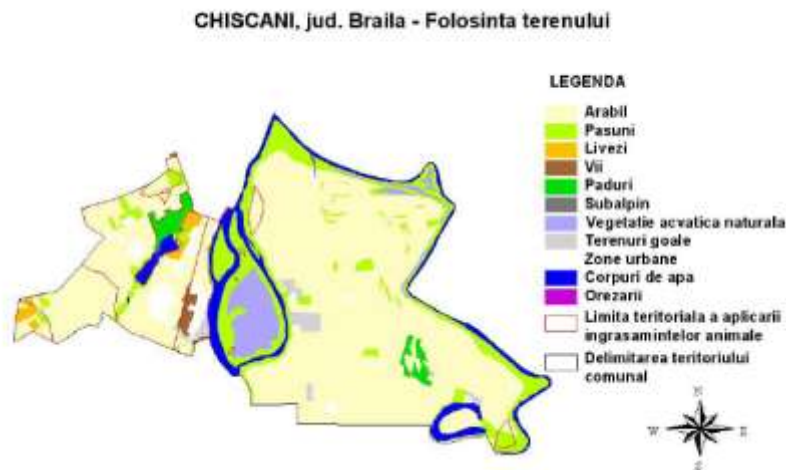 CHISCANI, jud. Braila - Folosinta terenului
LEGENDA
Arabil
Pasuni
Livezi
Vii
Paduri
Subalpin
Vegetatie acvatica naturala
Terenuri goale
Zone urbane
Corpuri de apa
Orezarii
Limita teritoriala a aplicarii
ingrasamintelor animale
Delimitarea teritoriului
comunal
N
W E
S